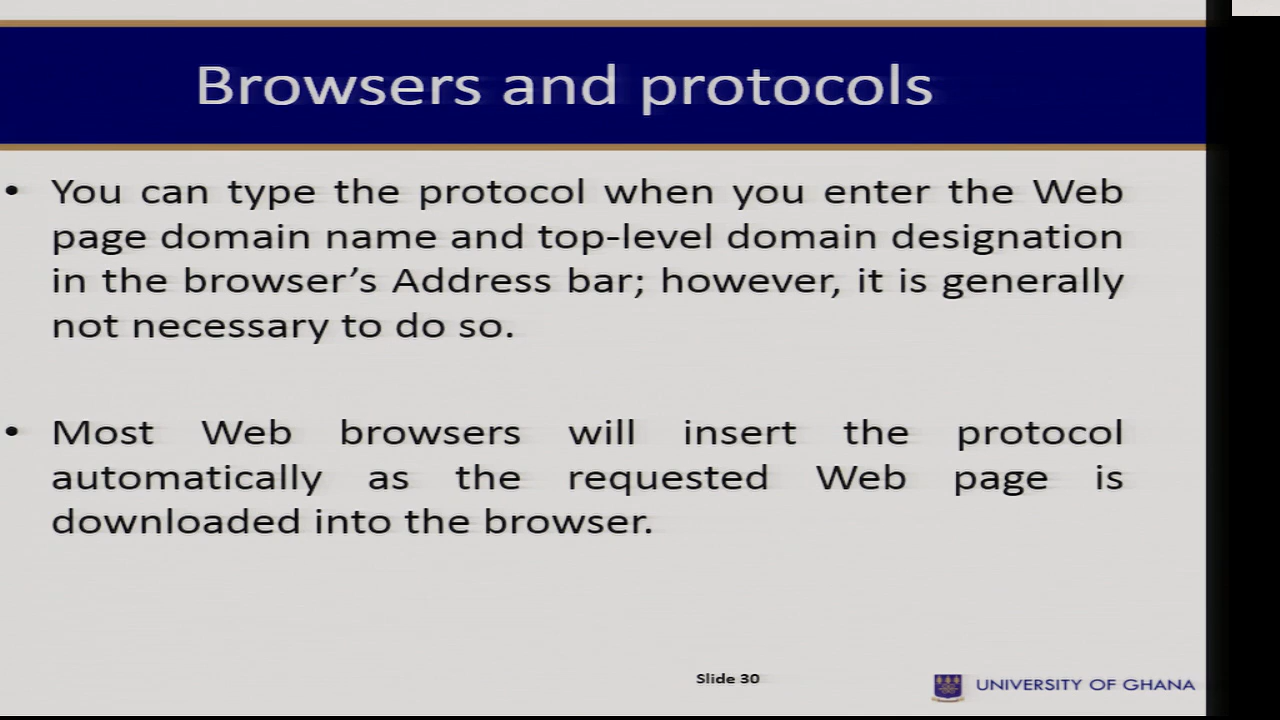 Browsers and protocols
• You can type the protocol when you enter the Web
page domain name and top-level domain designation
in the browser’s Address bar; however, it is generally
not necessary to do so.
• Most Web browsers will insert the protocol
automatically as the requested Web page is
downloaded into the browser.
Slide 30
UNIVERSITY OF GHANA